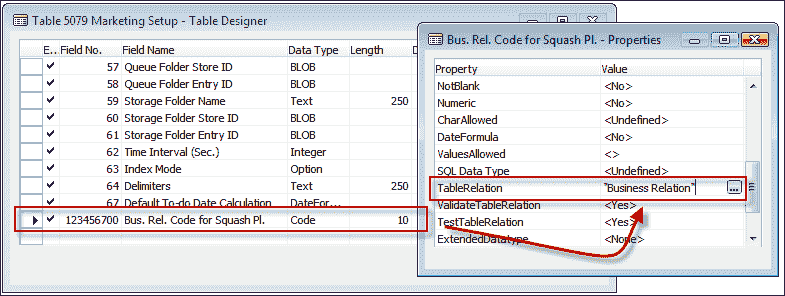 Table 5079 Marketing Setup - Table Designer
E... Field No. Field Name Data Type Length D
57 Queue Folder Store ID BLOB
58 Queue Folder Entry ID BLOB
59 Storage Folder Name Text 250
60 Storage Folder Store ID BLOB
61 Storage Folder Entry ID BLOB
62 Time Interval (Sec.) Integer
63 Index Mode Option
64 Delimiters Text 250
67 Default To-do Date Calculation DateFor...
123456700 Bus. Rel. Code for Squash Pl. Code 10
Bus. Rel. Code for Squash Pl. - Properties
Property Value
NotBlank <No>
Numeric <No>
CharAllowed <Undefined>
DateFormula <No>
ValuesAllowed <>
SQL Data Type <Undefined>
TableRelation "Business Relation" ...
ValidateTableRelation <Yes>
TestTableRelation <Yes>
ExtendedDatatype <None>